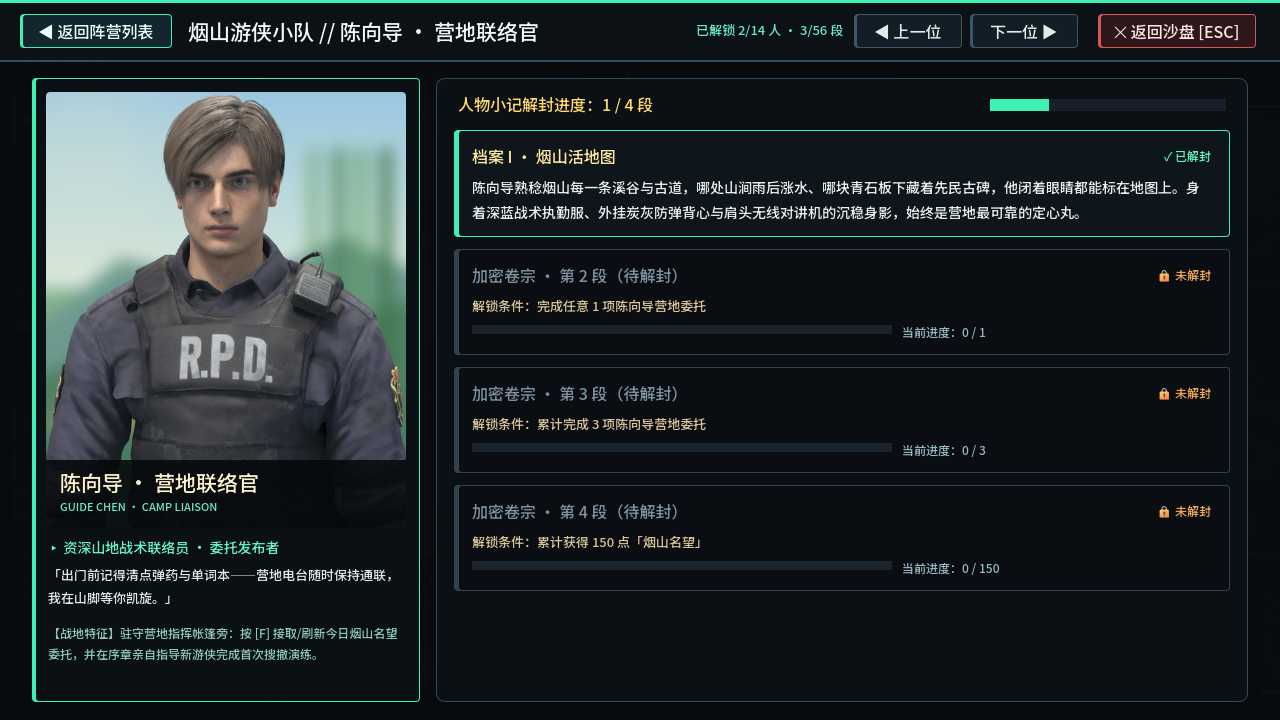 ◀ 返回阵营列表
烟山游侠小队 // 陈向导 · 营地联络官
已解锁 2/14 人 · 3/56 段
◀ 上一位
下一位 ▶
✕ 返回沙盘 [ESC]
R.P.D.
陈向导 · 营地联络官
GUIDE CHEN · CAMP LIAISON
▸ 资深山地战术联络员 · 委托发布者
「出门前记得清点弹药与单词本——营地电台随时保持通联，
我在山脚等你凯旋。」
【战地特征】驻守营地指挥帐篷旁：按 [F] 接取/刷新今日烟山名望
委托，并在序章亲自指导新游侠完成首次搜撤演练。
人物小记解封进度：1 / 4 段
档案 I · 烟山活地图
✓已解封
陈向导熟稔烟山每一条溪谷与古道，哪处山涧雨后涨水、哪块青石板下藏着先民古碑，他闭着眼睛都能标在地图上。身
着深蓝战术执勤服、外挂炭灰防弹背心与肩头无线对讲机的沉稳身影，始终是营地最可靠的定心丸。
加密卷宗 · 第 2 段（待解封）
🔒 未解封
解锁条件：完成任意 1 项陈向导营地委托
当前进度：0 / 1
加密卷宗 · 第 3 段（待解封）
🔒 未解封
解锁条件：累计完成 3 项陈向导营地委托
当前进度：0 / 3
加密卷宗 · 第 4 段（待解封）
🔒 未解封
解锁条件：累计获得 150 点「烟山名望」
当前进度：0 / 150